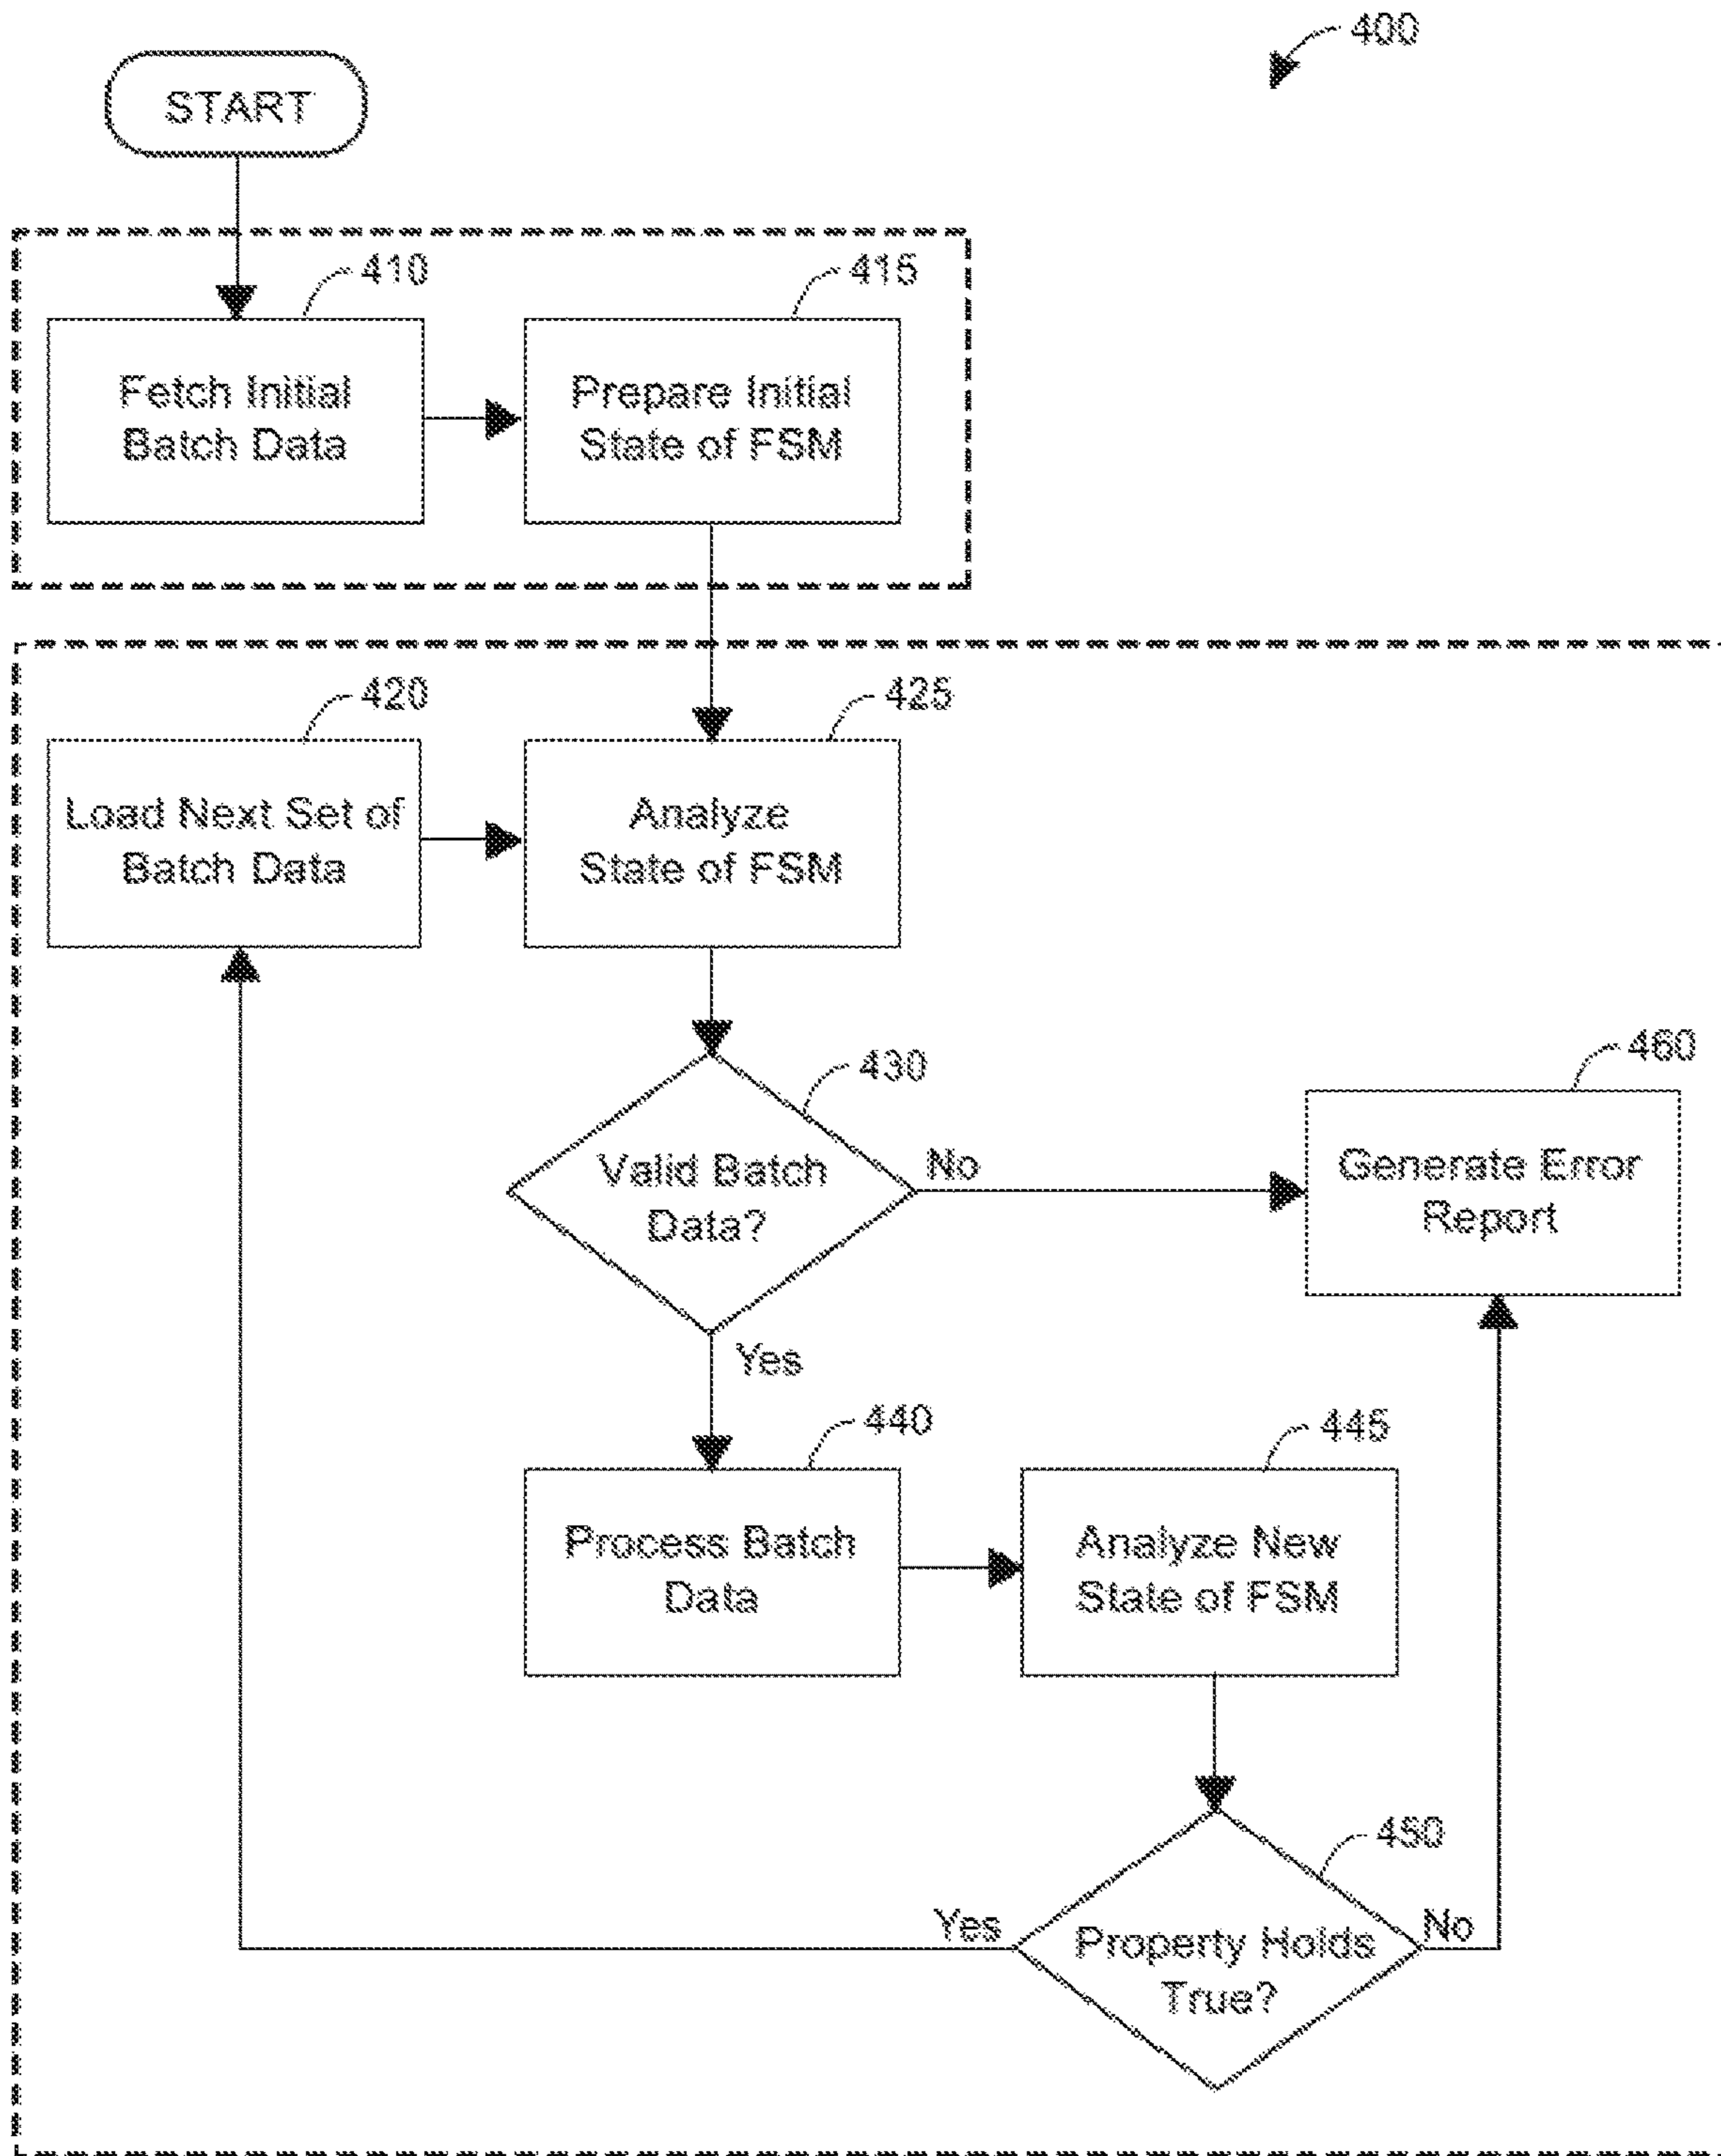 400
START
410
415
Fetch Initial
Batch Data
Prepare Initial
State of FSM
420
425
Load Next Set of
Batch Data
Analyze
State of FSM
430
460
Valid Batch
Data?
No
Generate Error
Report
Yes
440
445
Process Batch
Data
Analyze New
State of FSM
450
Yes
Property Holds
True?
No